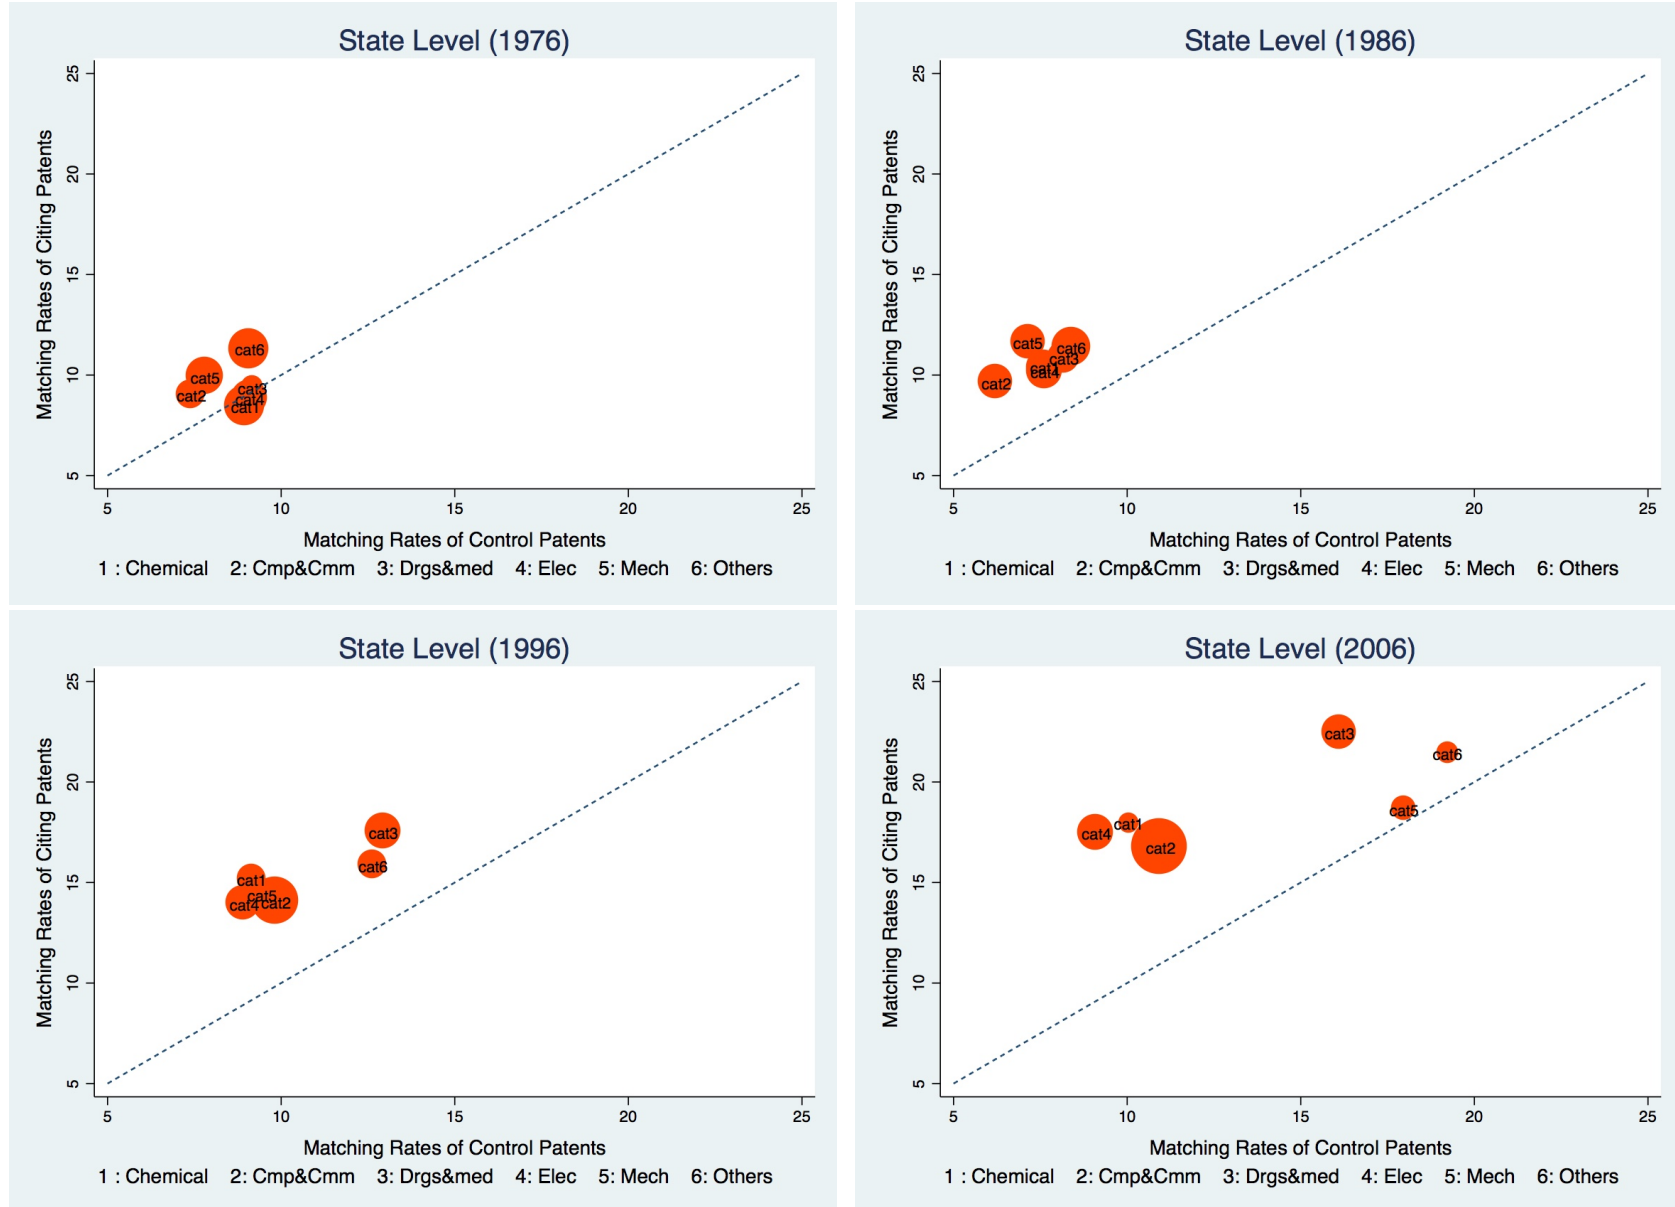 State Level (1976)
Matching Rates of Citing Patents
25
20
15
10
5
cat6
cat5
cat2
cat3
cat4
cat1
5 10 15 20 25
Matching Rates of Control Patents
1 : Chemical 2: Cmp&Cmm 3: Drgs&med 4: Elec 5: Mech 6: Others
State Level (1986)
Matching Rates of Citing Patents
25
20
15
10
5
cat5
cat6
cat3
cat1
cat4
cat2
5 10 15 20 25
Matching Rates of Control Patents
1 : Chemical 2: Cmp&Cmm 3: Drgs&med 4: Elec 5: Mech 6: Others
State Level (1996)
Matching Rates of Citing Patents
25
20
15
10
5
cat3
cat6
cat1
cat5
cat4
cat2
5 10 15 20 25
Matching Rates of Control Patents
1 : Chemical 2: Cmp&Cmm 3: Drgs&med 4: Elec 5: Mech 6: Others
State Level (2006)
Matching Rates of Citing Patents
25
20
15
10
5
cat3
cat6
cat5
cat1
cat4
cat2
5 10 15 20 25
Matching Rates of Control Patents
1 : Chemical 2: Cmp&Cmm 3: Drgs&med 4: Elec 5: Mech 6: Others